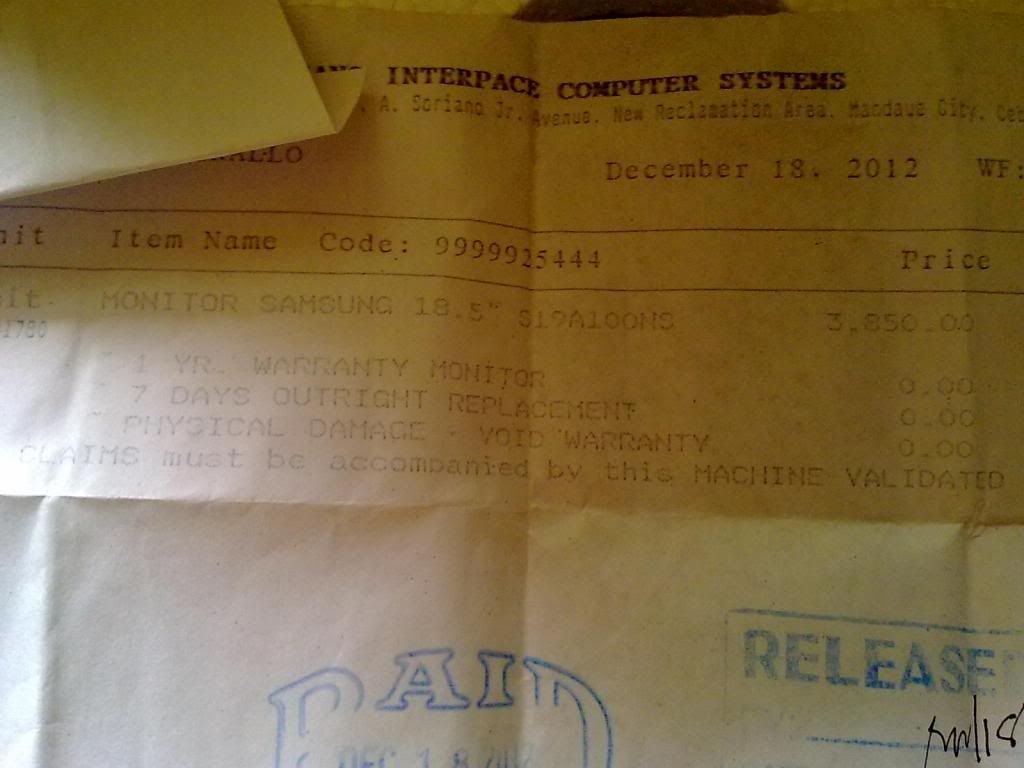 INTERPACE COMPUTER SYSTEMS
A. Soriano Jr. Avenue. New Reclamation Area. Mandaue City. Ceb
December 18. 2012 WF:
Item Name Code: 9999925444 Price
MONITOR SAMSUNG 18.5" S19A100NS 3,850.00
1 YR. WARRANTY MONITOR 0.00
7 DAYS OUTRIGHT REPLACEMENT 0.00
PHYSICAL DAMAGE - VOID WARRANTY 0.00
CLAIMS must be accompanied by this MACHINE VALIDATED
RELEASE
PAID
DEC 18 2012